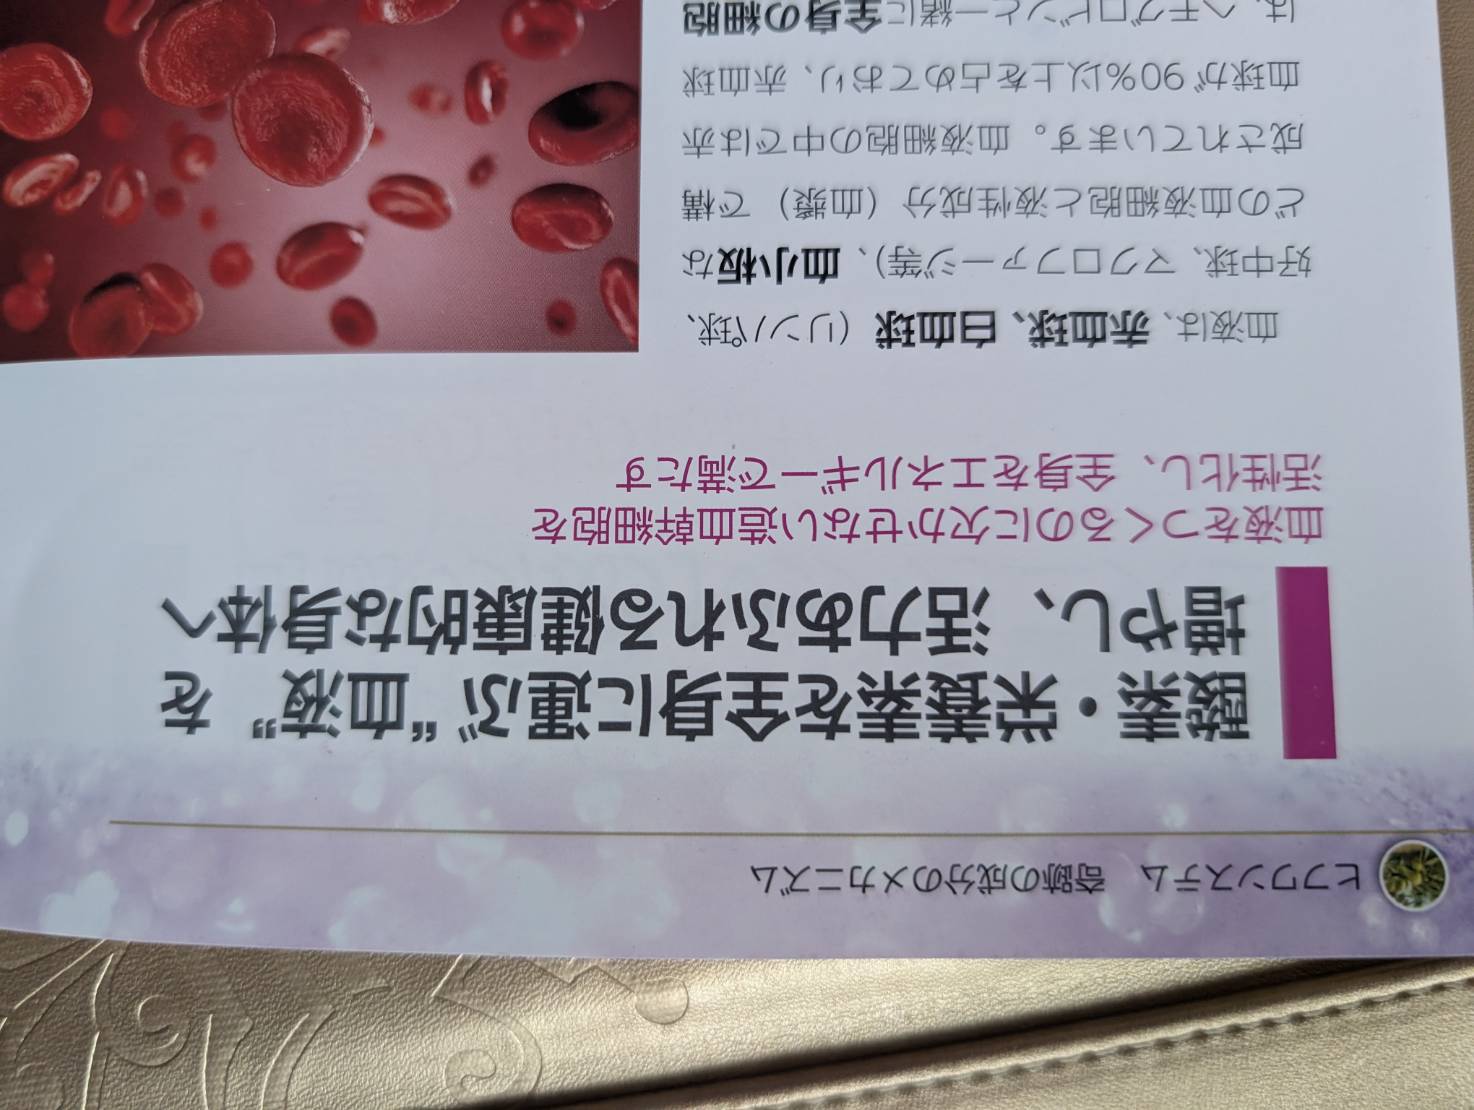 ヒフワンステム 奇跡の成分のメカニズム
酸素・栄養素を全身に運ぶ“血液”を
増やし、活力あふれる健康的な身体へ
血液をつくるのに欠かせない造血幹細胞を
活性化し、全身をエネルギーで満たす
血液は、赤血球、白血球（リンパ球、
好中球、マクロファージ等）、血小板な
どの血液細胞と液性成分（血漿）で構
成されています。血液細胞の中では赤
血球が90%以上を占めており、赤血球
は、ヘモグロビンと一緒に全身の細胞